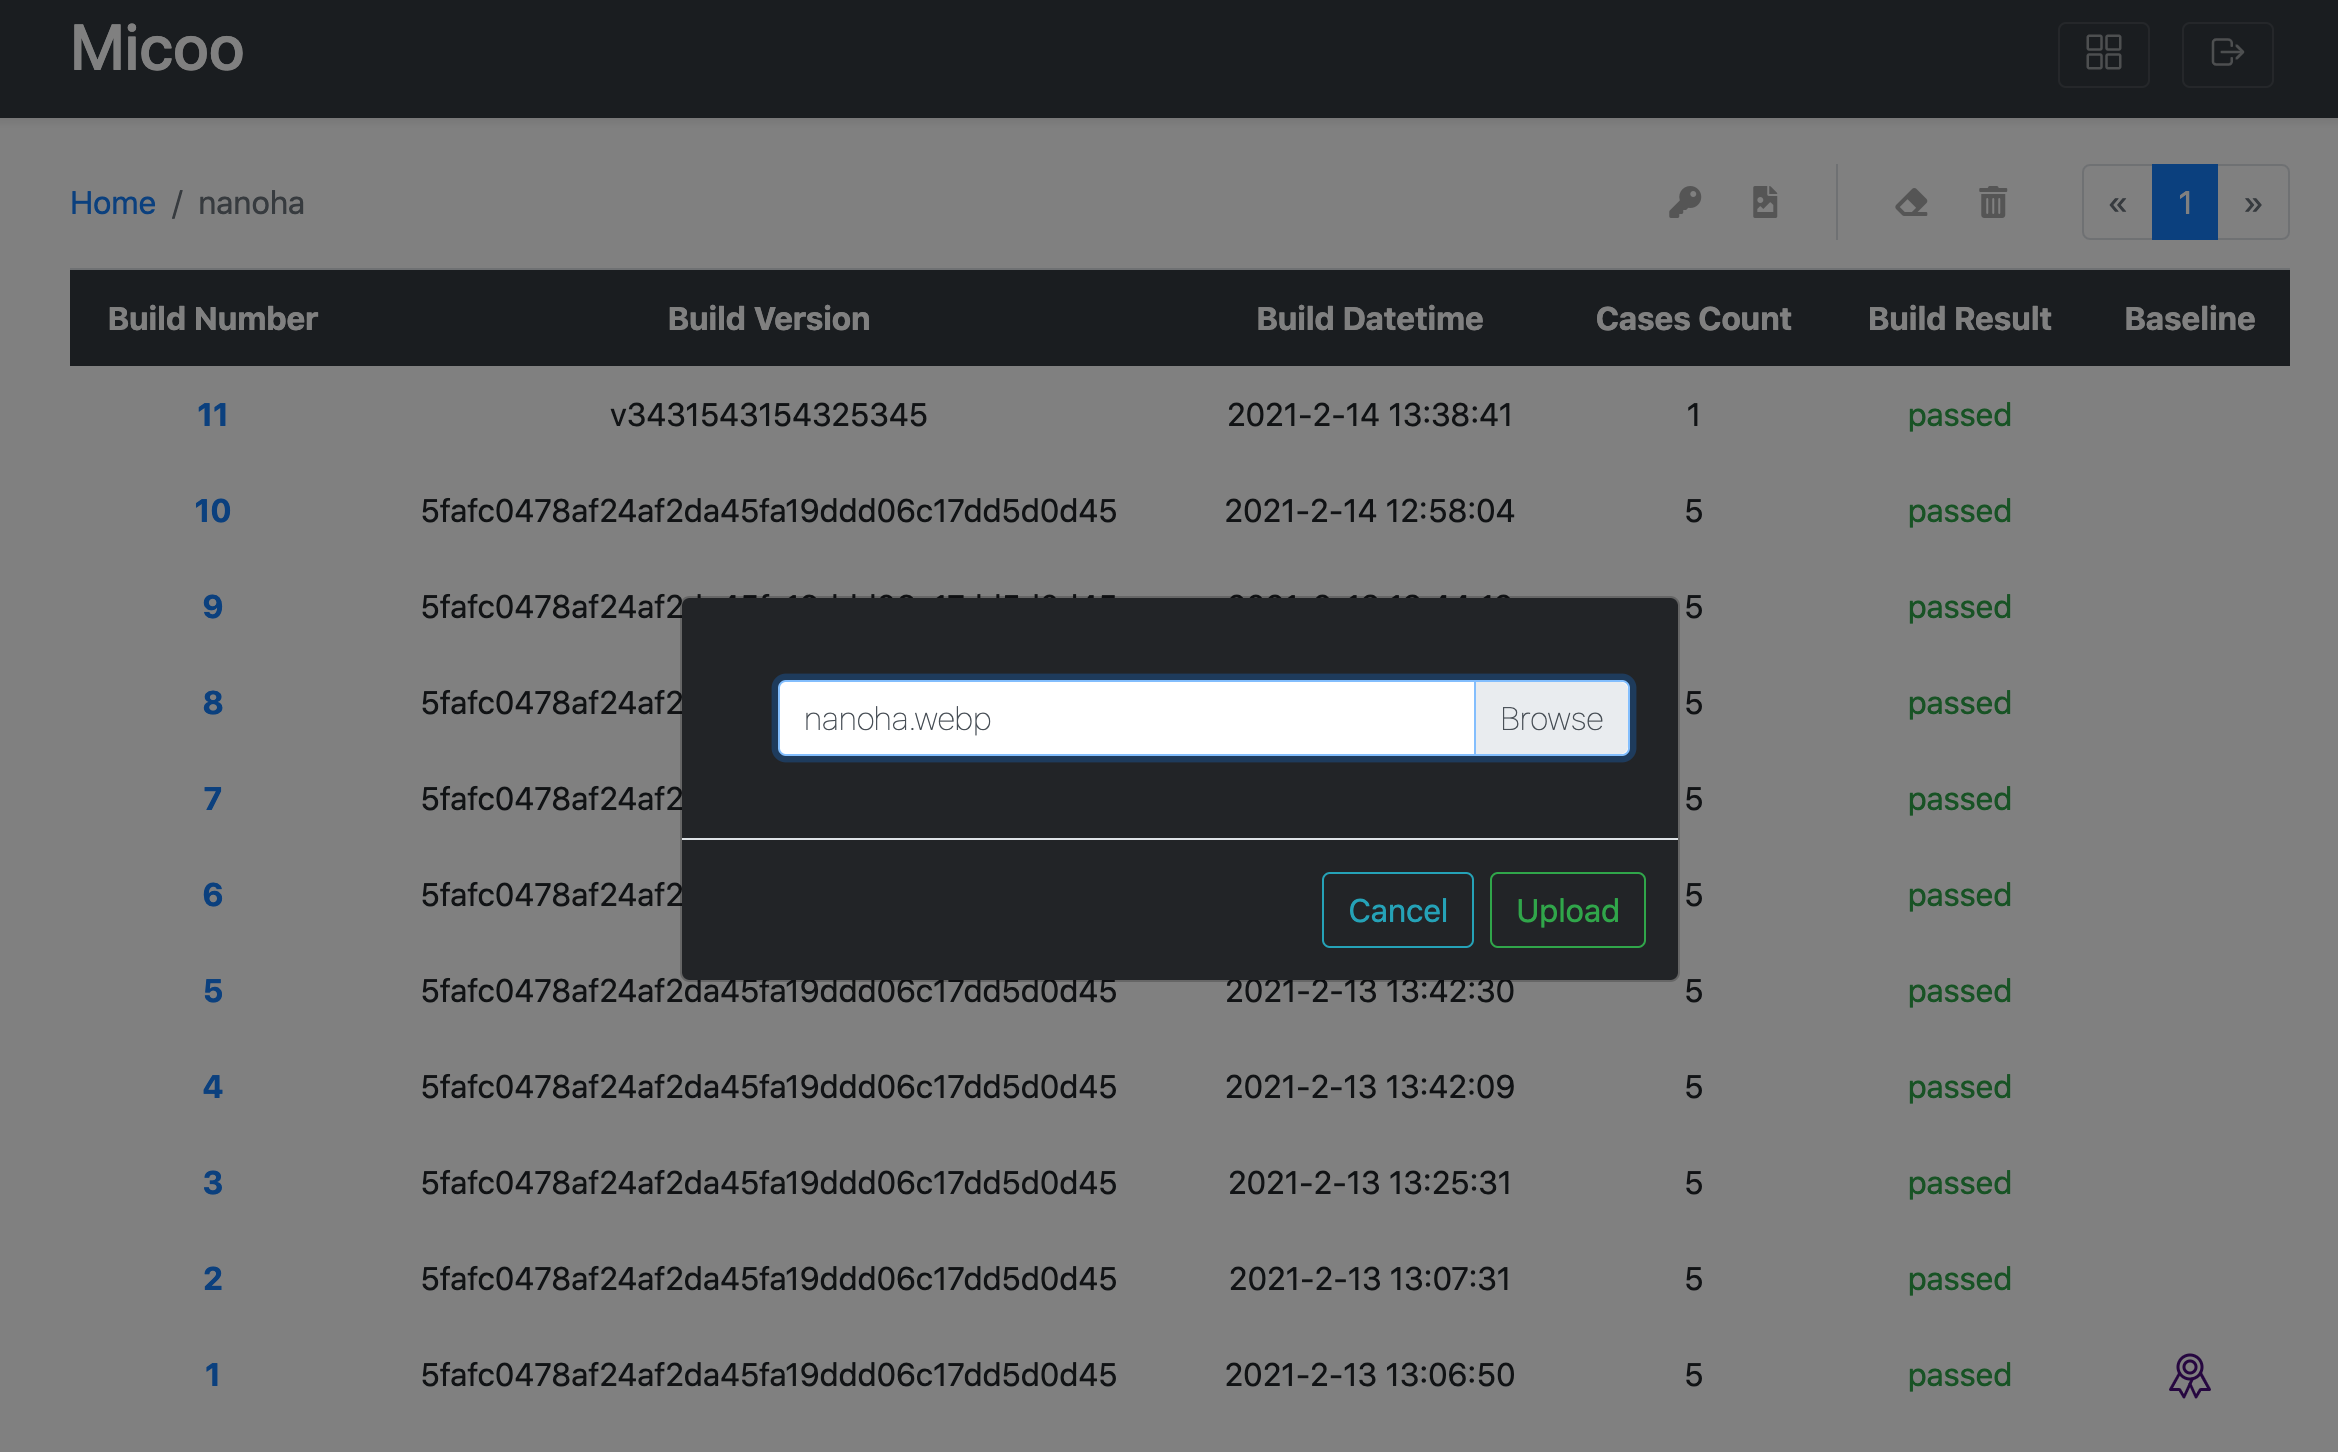 Micoo
Home / nanoha
« 1 »
Build Number Build Version Build Datetime Cases Count Build Result Baseline
11 v3431543154325345 2021-2-14 13:38:41 1 passed
10 5fafc0478af24af2da45fa19ddd06c17dd5d0d45 2021-2-14 12:58:04 5 passed
9 5fafc0478af24af2 5 passed
8 5fafc0478af24af2 5 passed
nanoha.webp Browse
7 5fafc0478af24af2 5 passed
6 5fafc0478af24af2 5 passed
Cancel Upload
5 5fafc0478af24af2da45fa19ddd06c17dd5d0d45 2021-2-13 13:42:30 5 passed
4 5fafc0478af24af2da45fa19ddd06c17dd5d0d45 2021-2-13 13:42:09 5 passed
3 5fafc0478af24af2da45fa19ddd06c17dd5d0d45 2021-2-13 13:25:31 5 passed
2 5fafc0478af24af2da45fa19ddd06c17dd5d0d45 2021-2-13 13:07:31 5 passed
1 5fafc0478af24af2da45fa19ddd06c17dd5d0d45 2021-2-13 13:06:50 5 passed